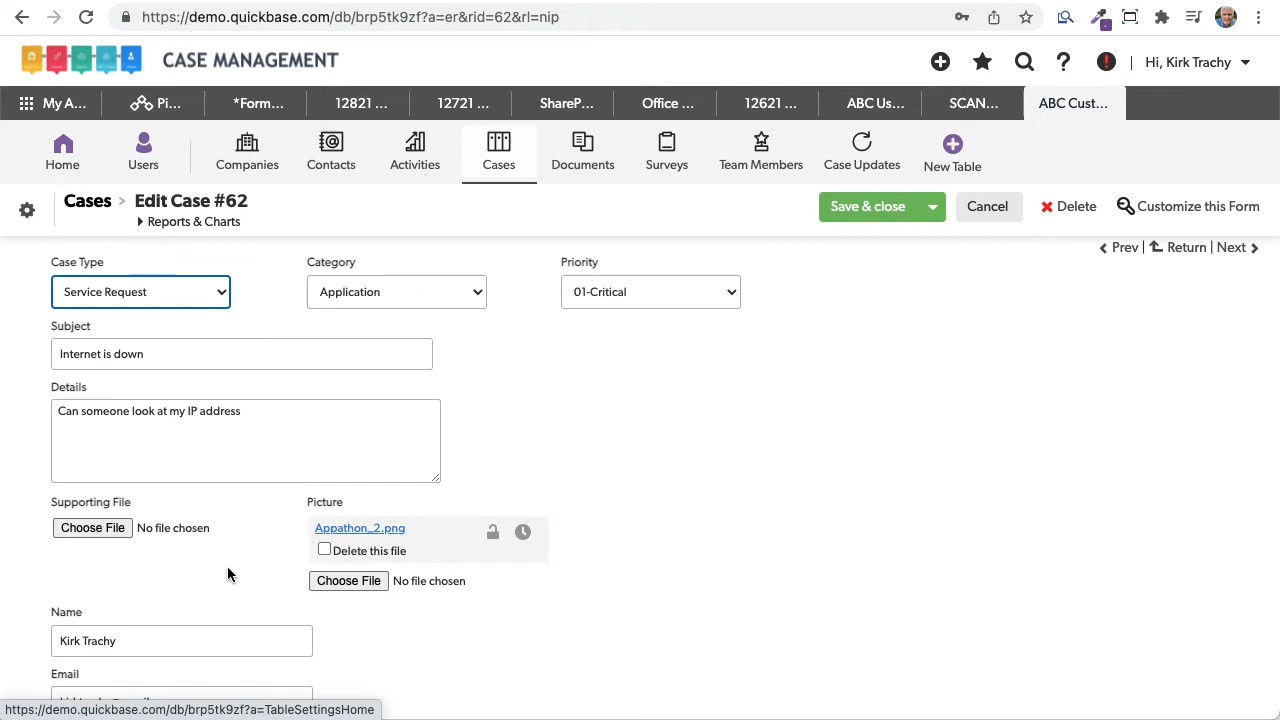 https://demo.quickbase.com/db/brp5tk9zf?a=er&rid=62&rl=nip
CASE MANAGEMENT
Hi, Kirk Trachy
My A...
Pi...
*Form...
12821 ...
12721 ...
ShareP...
Office ...
12621 ...
ABC Us...
SCAN...
ABC Cust...
Home
Users
Companies
Contacts
Activities
Cases
Documents
Surveys
Team Members
Case Updates
New Table
Cases > Edit Case #62
Reports & Charts
Save & close
Cancel
Delete
Customize this Form
Prev | Return | Next
Case Type
Category
Priority
Service Request
Application
01-Critical
Subject
Internet is down
Details
Can someone look at my IP address
Supporting File
Picture
Choose File No file chosen
Appathon_2.png
Delete this file
Choose File No file chosen
Name
Kirk Trachy
Email
https://demo.quickbase.com/db/brp5tk9zf?a=TableSettingsHome